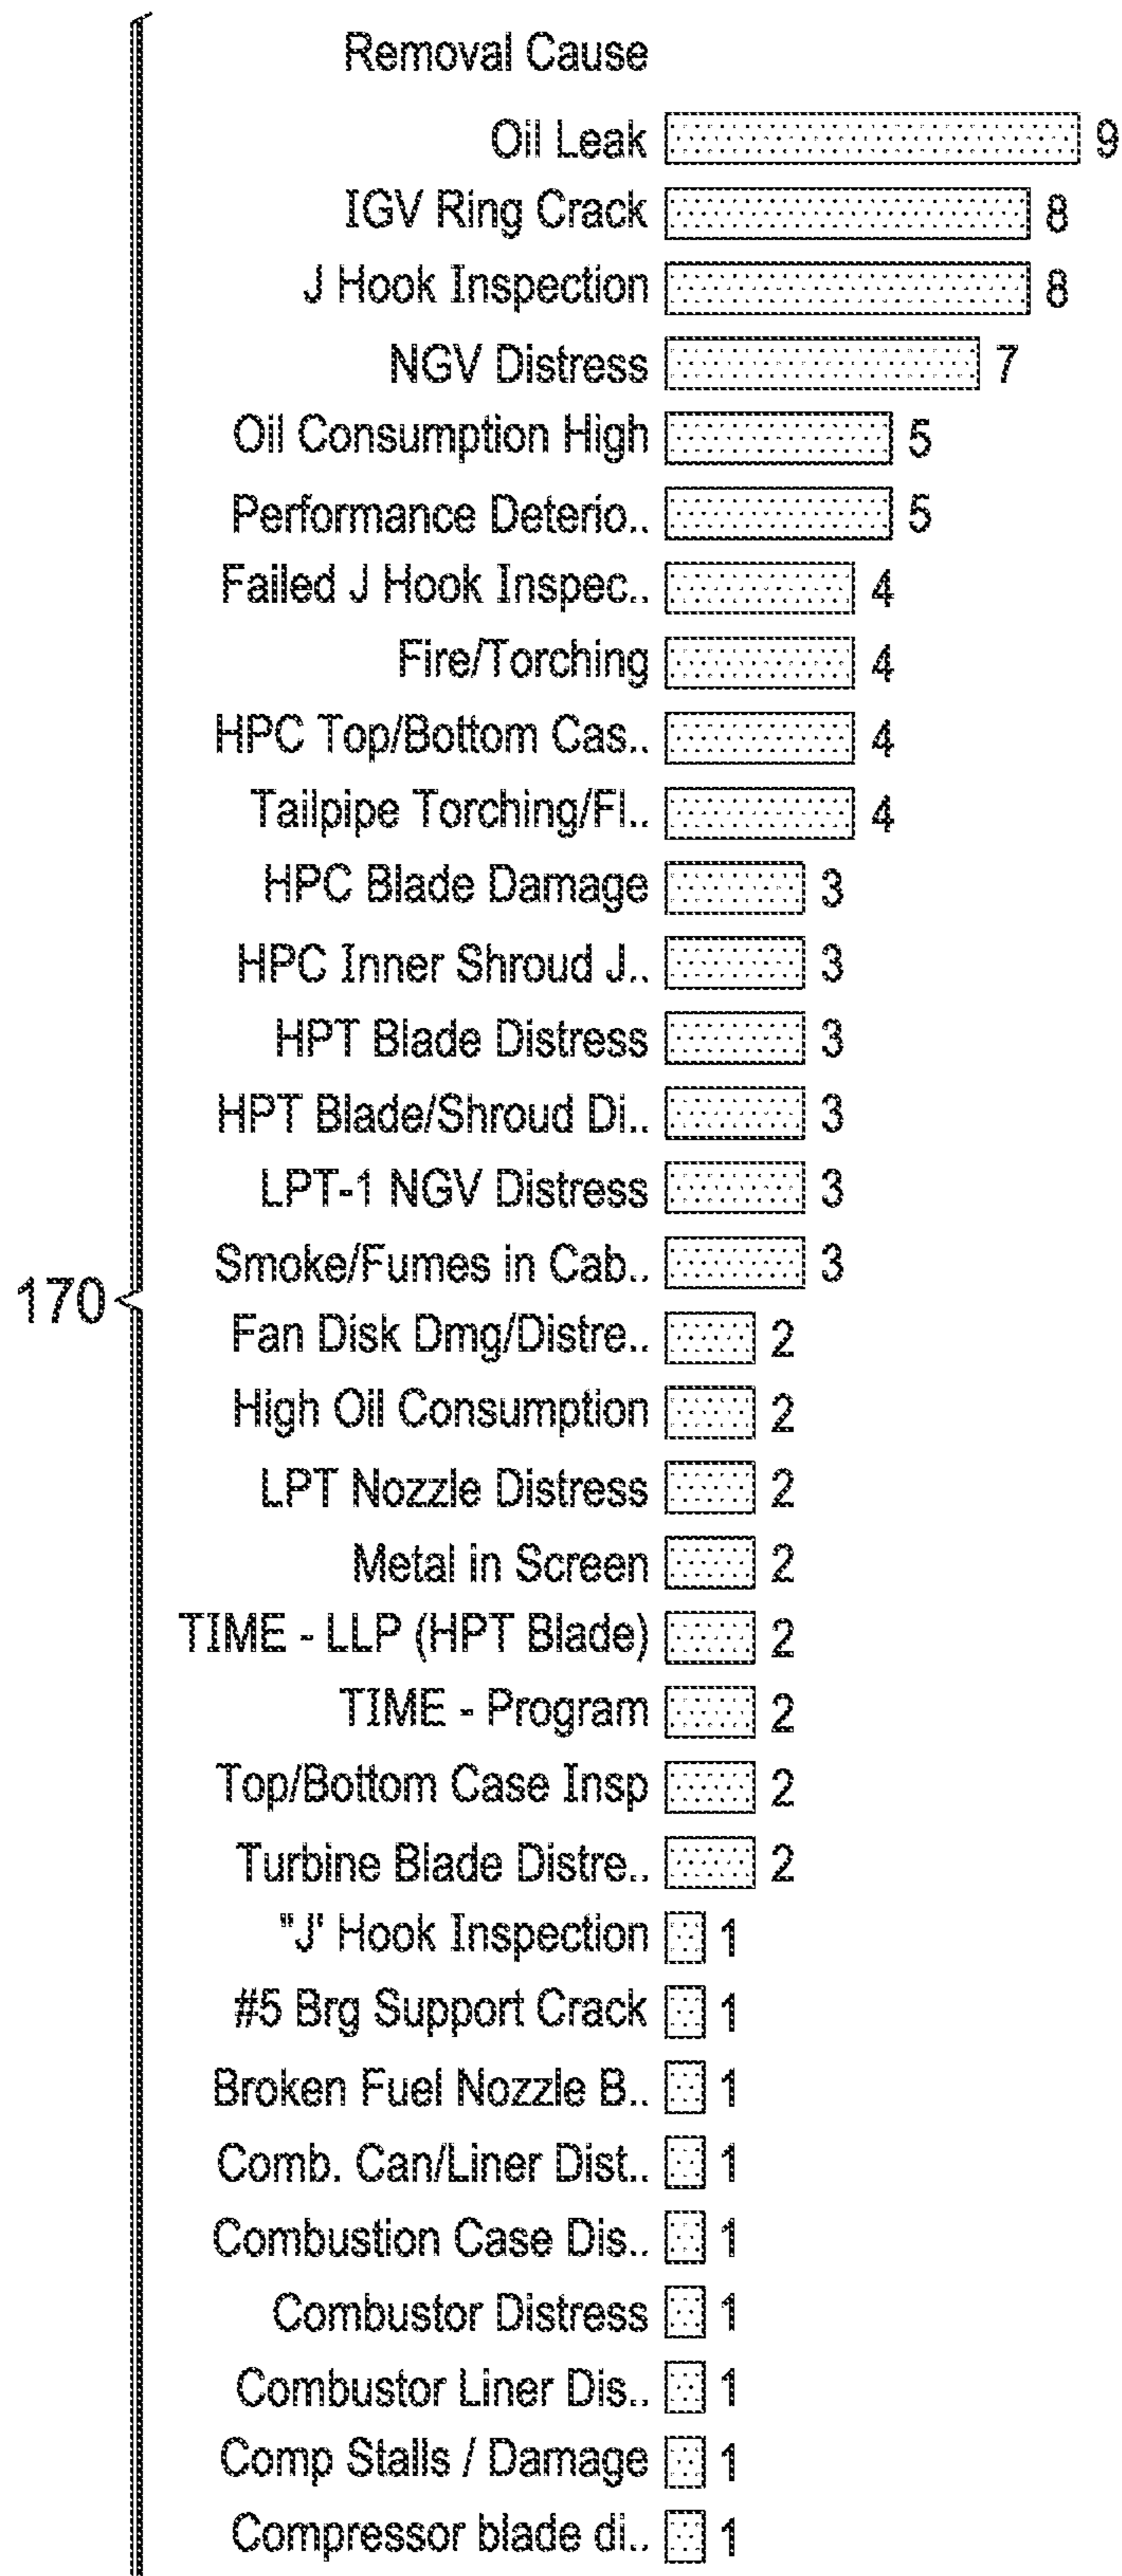 Removal Cause
Oil Leak 9
IGV Ring Crack 8
J Hook Inspection 8
NGV Distress 7
Oil Consumption High 5
Performance Deterio.. 5
Failed J Hook Inspec.. 4
Fire/Torching 4
HPC Top/Bottom Cas.. 4
Tailpipe Torching/Fl.. 4
HPC Blade Damage 3
HPC Inner Shroud J.. 3
HPT Blade Distress 3
HPT Blade/Shroud Di.. 3
LPT-1 NGV Distress 3
Smoke/Fumes in Cab.. 3
170
Fan Disk Dmg/Distre.. 2
High Oil Consumption 2
LPT Nozzle Distress 2
Metal in Screen 2
TIME - LLP (HPT Blade) 2
TIME - Program 2
Top/Bottom Case Insp 2
Turbine Blade Distre.. 2
"J' Hook Inspection 1
#5 Brg Support Crack 1
Broken Fuel Nozzle B.. 1
Comb. Can/Liner Dist.. 1
Combustion Case Dis.. 1
Combustor Distress 1
Combustor Liner Dis.. 1
Comp Stalls / Damage 1
Compressor blade di.. 1